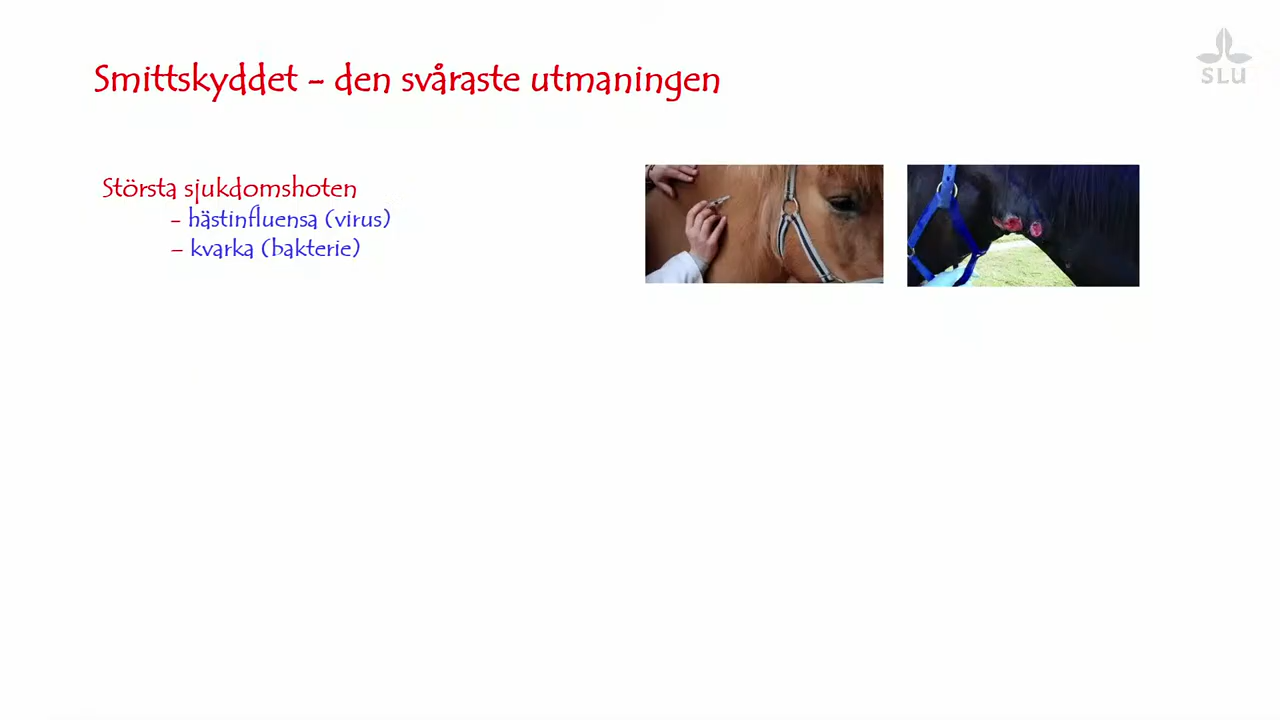 Smittskyddet – den svåraste utmaningen
SLU
Största sjukdomshoten
– hästinfluensa (virus)
– kvarka (bakterie)